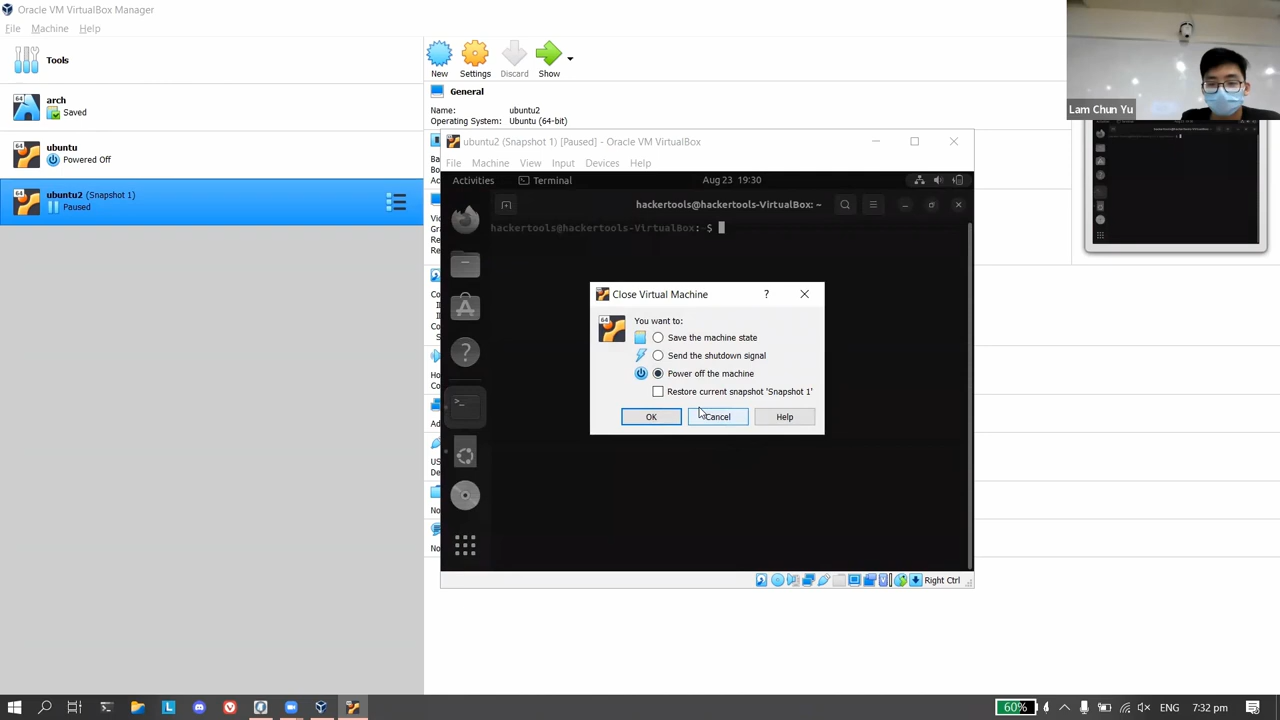 Oracle VM VirtualBox Manager
File Machine Help
Tools
New Settings Discard Show
64 arch
Saved
64 ubuntu
Powered Off
64 ubuntu2 (Snapshot 1)
Paused
General
Name: ubuntu2
Operating System: Ubuntu (64-bit)
Lam Chun Yu
ubuntu2 (Snapshot 1) [Paused] - Oracle VM VirtualBox
File Machine View Input Devices Help
Activities Terminal Aug 23 19:30
hackertools@hackertools-VirtualBox: ~
hackertools@hackertools-VirtualBox:~$
Close Virtual Machine ?
You want to:
64
Save the machine state
Send the shutdown signal
Power off the machine
Restore current snapshot 'Snapshot 1'
OK Cancel Help
Right Ctrl
60% ENG 7:32 pm